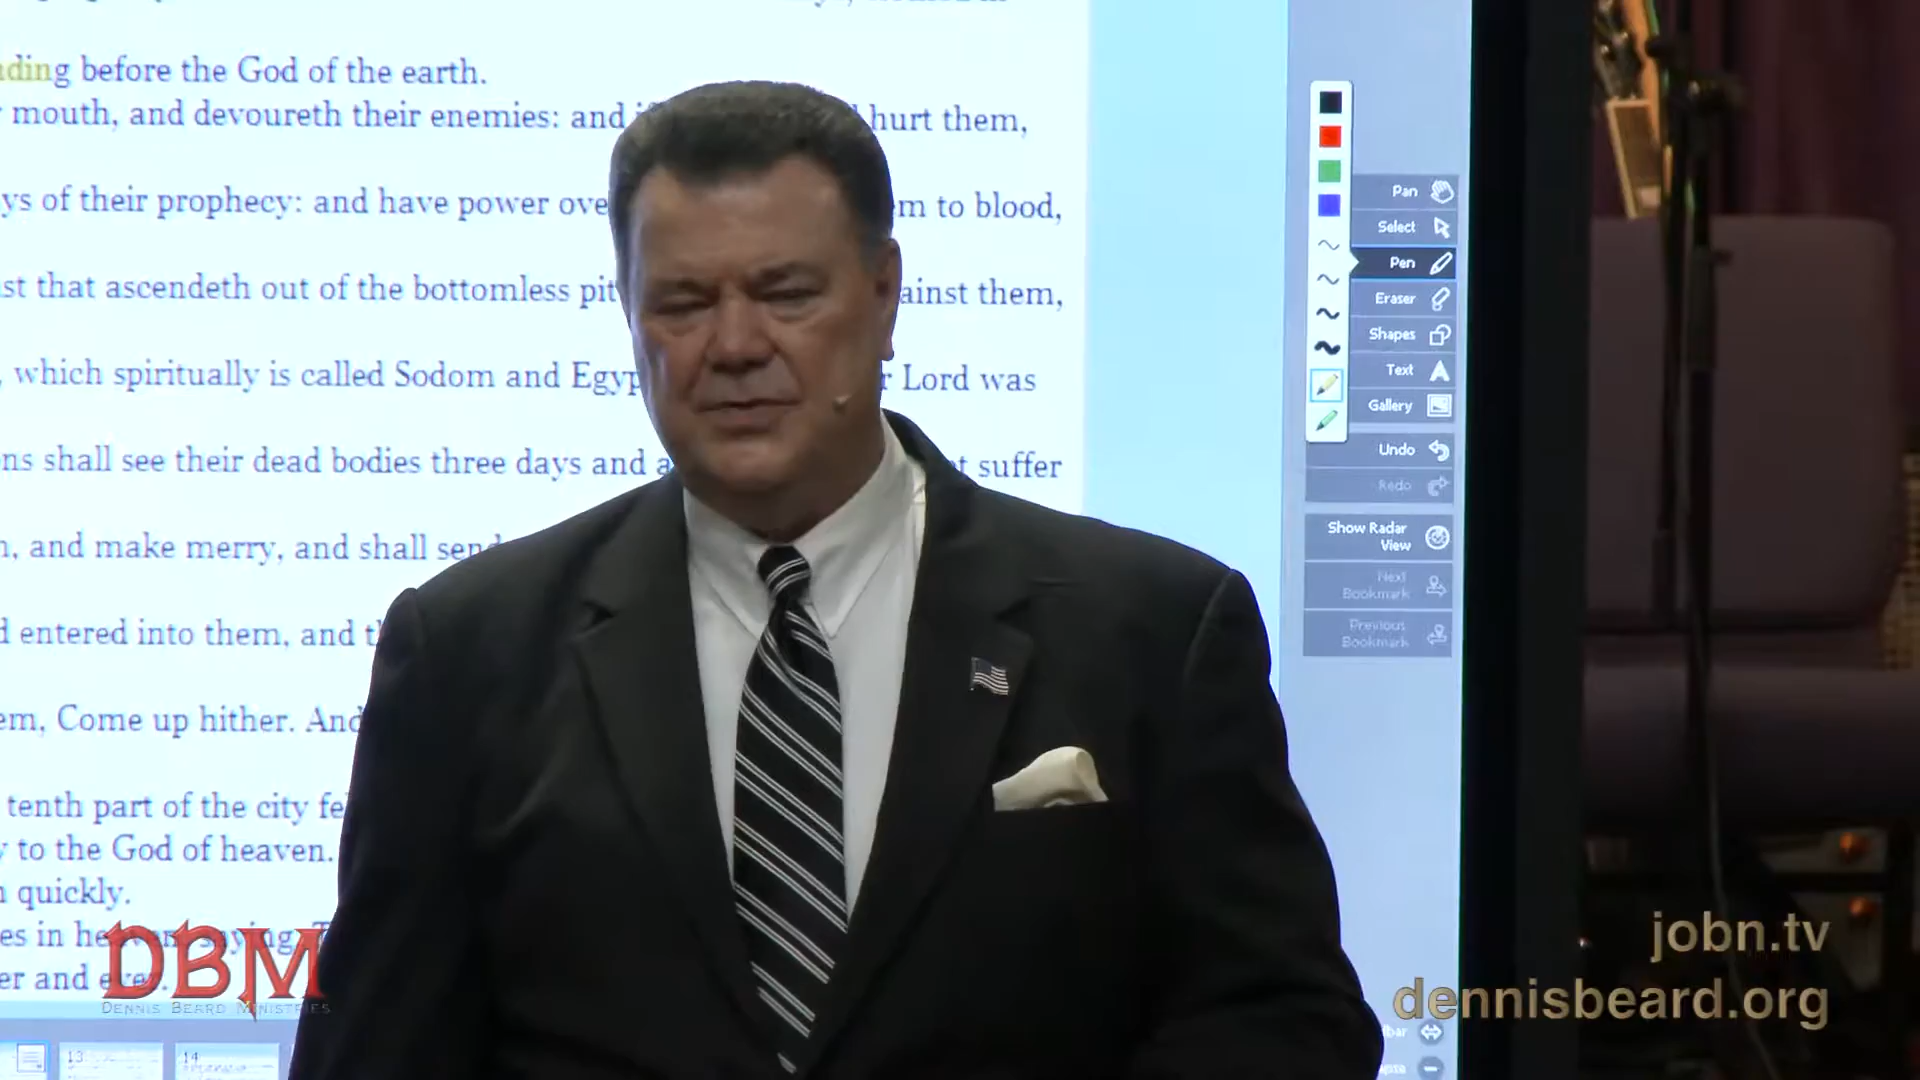 ding before the God of the earth.
mouth, and devoureth their enemies: and hurt them,
ys of their prophecy: and have power ove m to blood,
st that ascendeth out of the bottomless pit ainst them,
, which spiritually is called Sodom and Egyp r Lord was
ns shall see their dead bodies three days and a t suffer
, and make merry, and shall send
d entered into them, and t
em, Come up hither. And
tenth part of the city fe
y to the God of heaven.
quickly.
es in heaven, saying,
er and ever.
Pan
Select
Pen
Eraser
Shapes
Text
Gallery
Undo
Redo
Show Radar
View
Next
Bookmark
Previous
Bookmark
DBM
DENNIS BEARD MINISTRIES
jobn.tv
dennisbeard.org
13
14